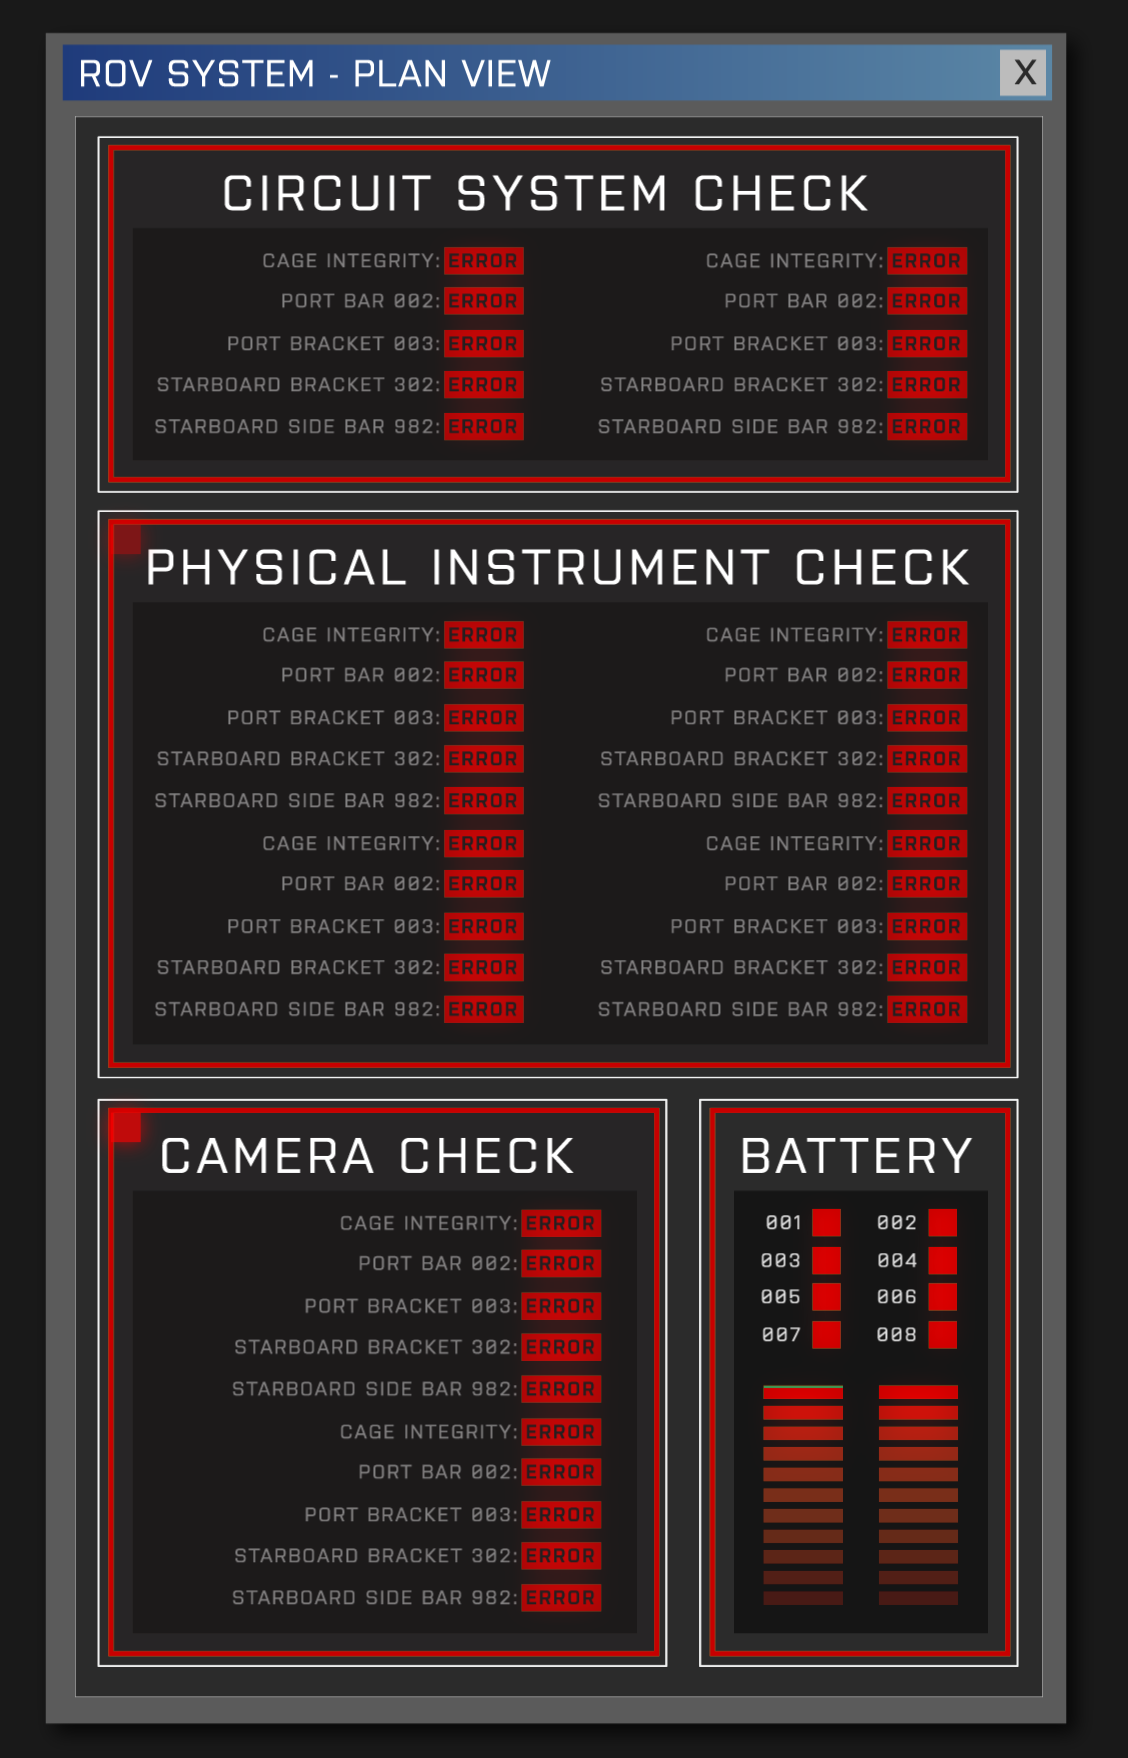 ROV SYSTEM - PLAN VIEW X
CIRCUIT SYSTEM CHECK
CAGE INTEGRITY: ERROR CAGE INTEGRITY: ERROR
PORT BAR 002: ERROR PORT BAR 002: ERROR
PORT BRACKET 003: ERROR PORT BRACKET 003: ERROR
STARBOARD BRACKET 302: ERROR STARBOARD BRACKET 302: ERROR
STARBOARD SIDE BAR 982: ERROR STARBOARD SIDE BAR 982: ERROR
PHYSICAL INSTRUMENT CHECK
CAGE INTEGRITY: ERROR CAGE INTEGRITY: ERROR
PORT BAR 002: ERROR PORT BAR 002: ERROR
PORT BRACKET 003: ERROR PORT BRACKET 003: ERROR
STARBOARD BRACKET 302: ERROR STARBOARD BRACKET 302: ERROR
STARBOARD SIDE BAR 982: ERROR STARBOARD SIDE BAR 982: ERROR
CAGE INTEGRITY: ERROR CAGE INTEGRITY: ERROR
PORT BAR 002: ERROR PORT BAR 002: ERROR
PORT BRACKET 003: ERROR PORT BRACKET 003: ERROR
STARBOARD BRACKET 302: ERROR STARBOARD BRACKET 302: ERROR
STARBOARD SIDE BAR 982: ERROR STARBOARD SIDE BAR 982: ERROR
CAMERA CHECK
CAGE INTEGRITY: ERROR
PORT BAR 002: ERROR
PORT BRACKET 003: ERROR
STARBOARD BRACKET 302: ERROR
STARBOARD SIDE BAR 982: ERROR
CAGE INTEGRITY: ERROR
PORT BAR 002: ERROR
PORT BRACKET 003: ERROR
STARBOARD BRACKET 302: ERROR
STARBOARD SIDE BAR 982: ERROR
BATTERY
001 002
003 004
005 006
007 008